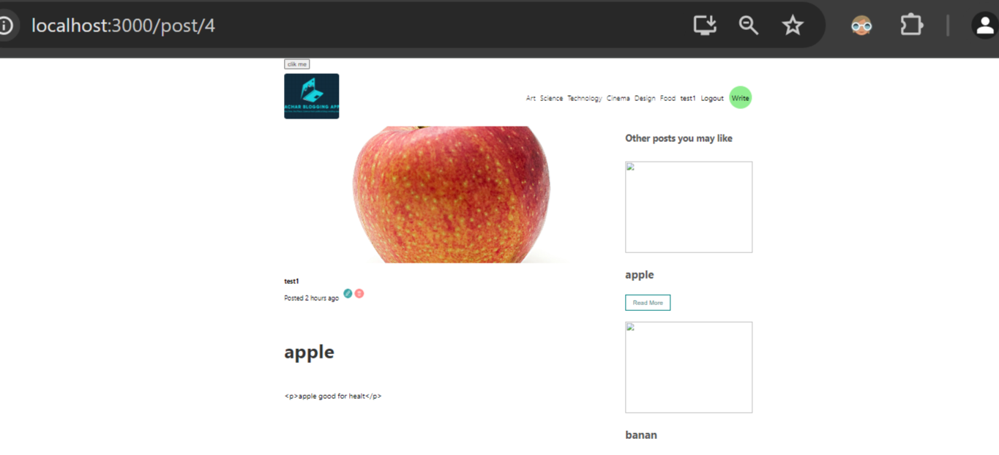 localhost:3000/post/4
clik me
ACHAR BLOGGING APP
Art Science Technology Cinema Design Food test1 Logout Write
Other posts you may like
test1
Posted 2 hours ago
apple
Read More
apple
<p>apple good for healt</p>
banan